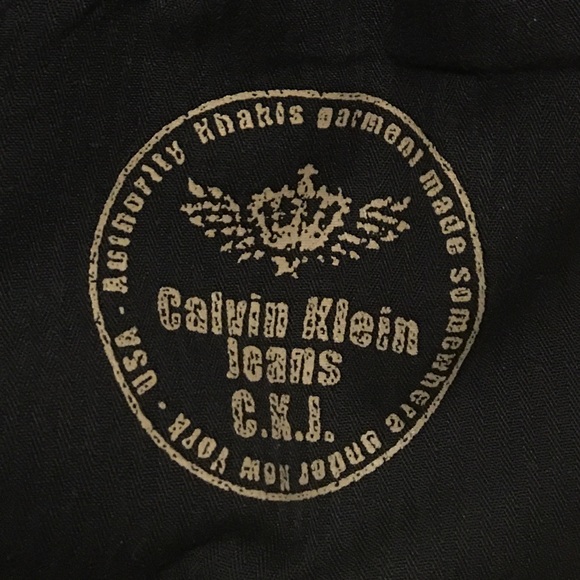 Authority Khakis garment made somewhere under New York - USA -
Calvin Klein
Jeans
C.K.J.